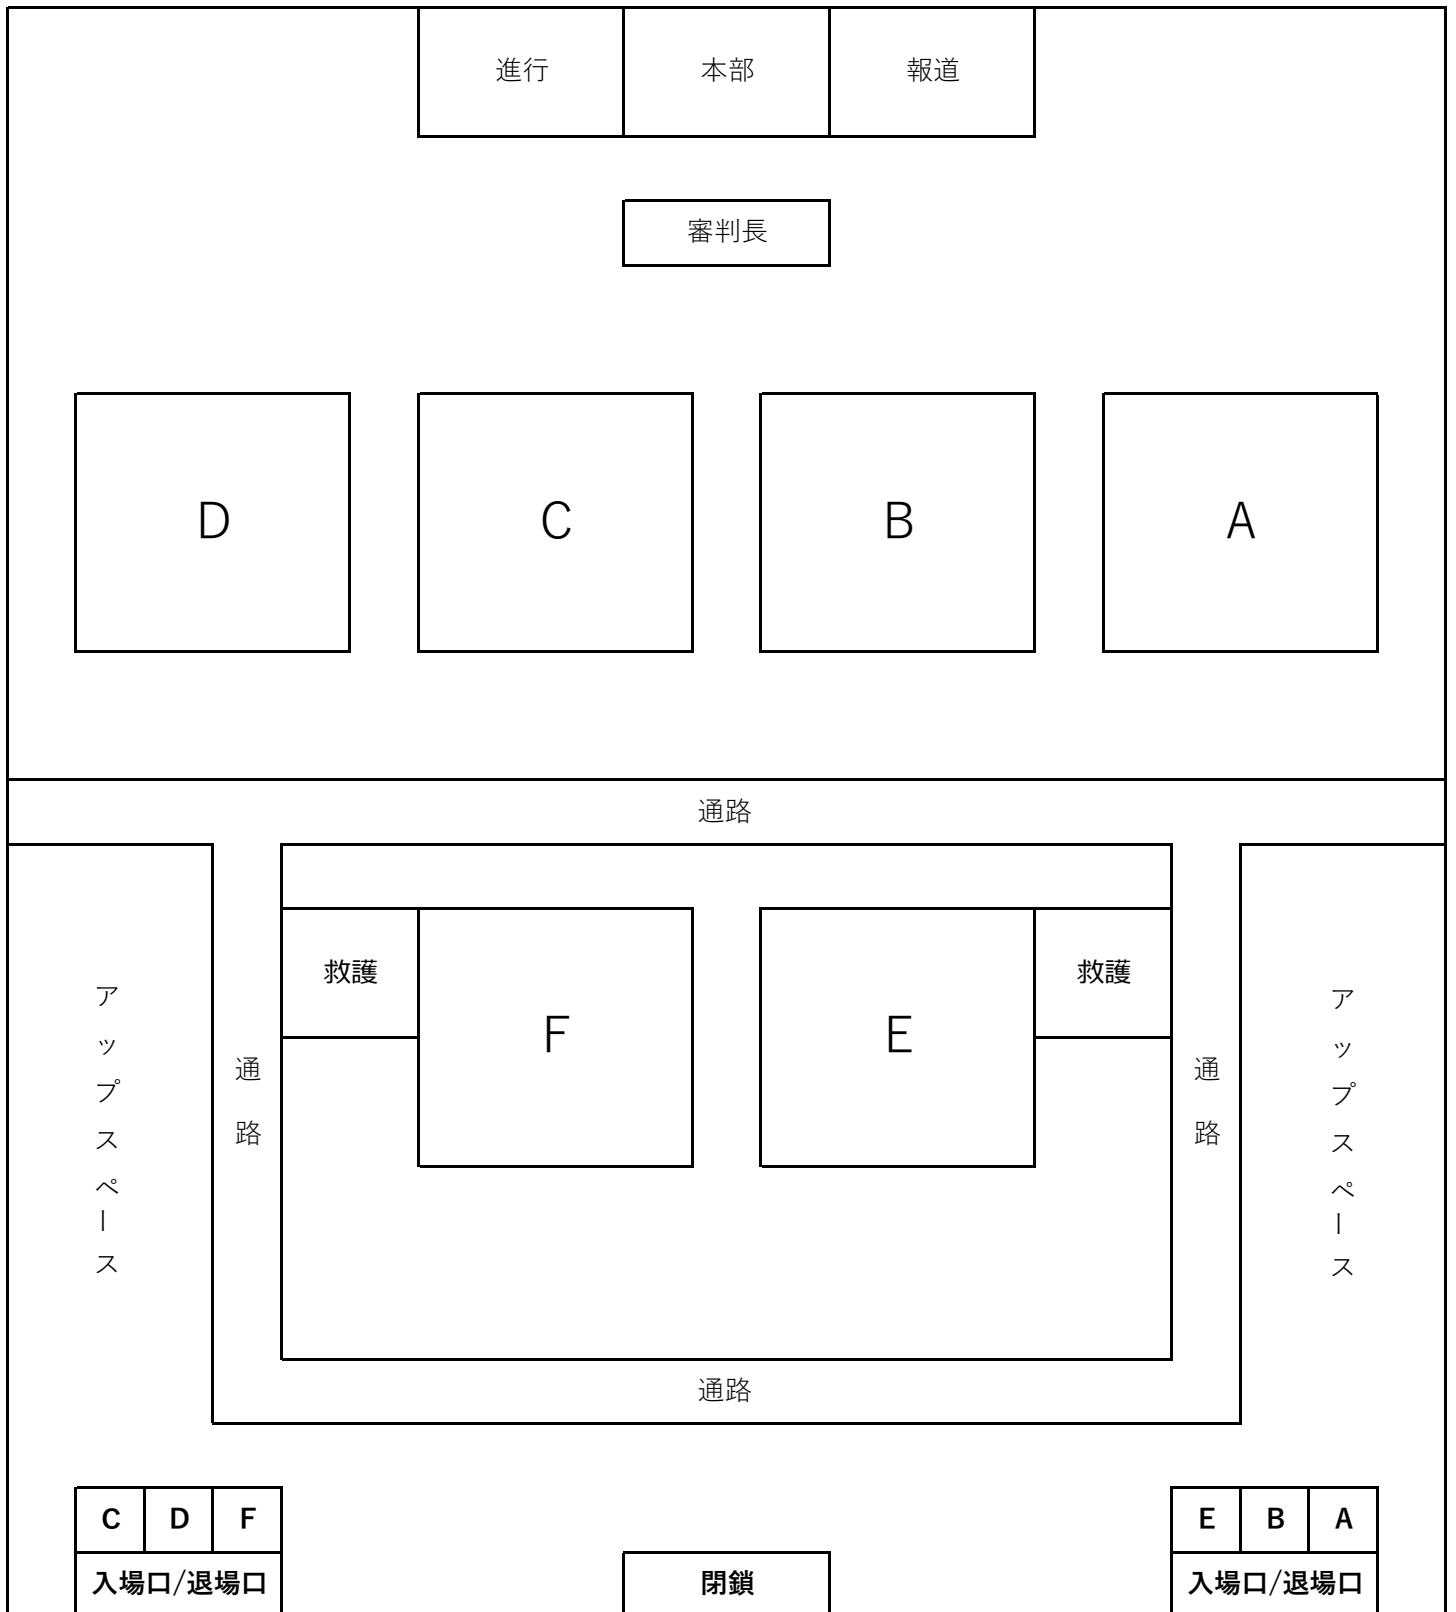 進行 本部 報道
審判長
D C B A
通路
救護 救護
F E
アップスペース
通路
通路
アップスペース
通路
C D F
E B A
入場口/退場口
閉鎖
入場口/退場口